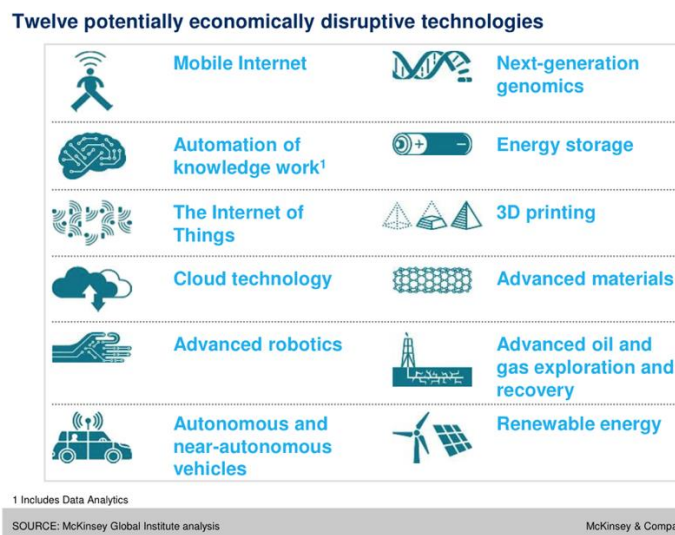 Twelve potentially economically disruptive technologies
Mobile Internet
Automation of
knowledge work¹
The Internet of
Things
Cloud technology
Advanced robotics
Autonomous and
near-autonomous
vehicles
Next-generation
genomics
Energy storage
3D printing
Advanced materials
Advanced oil and
gas exploration and
recovery
Renewable energy
1 Includes Data Analytics
SOURCE: McKinsey Global Institute analysis
McKinsey & Compa